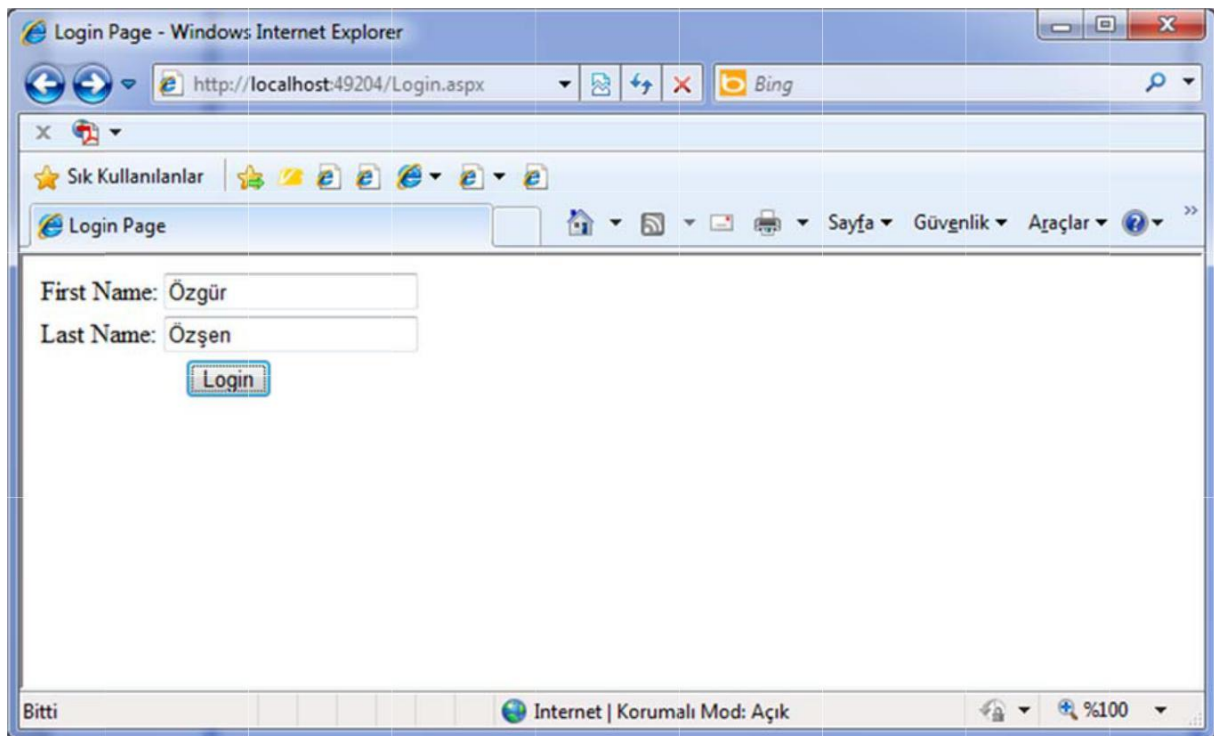 Login Page - Windows Internet Explorer
http://localhost:49204/Login.aspx
Bing
Sık Kullanılanlar
Login Page
Sayfa
Güvenlik
Araçlar
First Name: Özgür
Last Name: Özşen
Login
Bitti
Internet | Korumalı Mod: Açık
%100